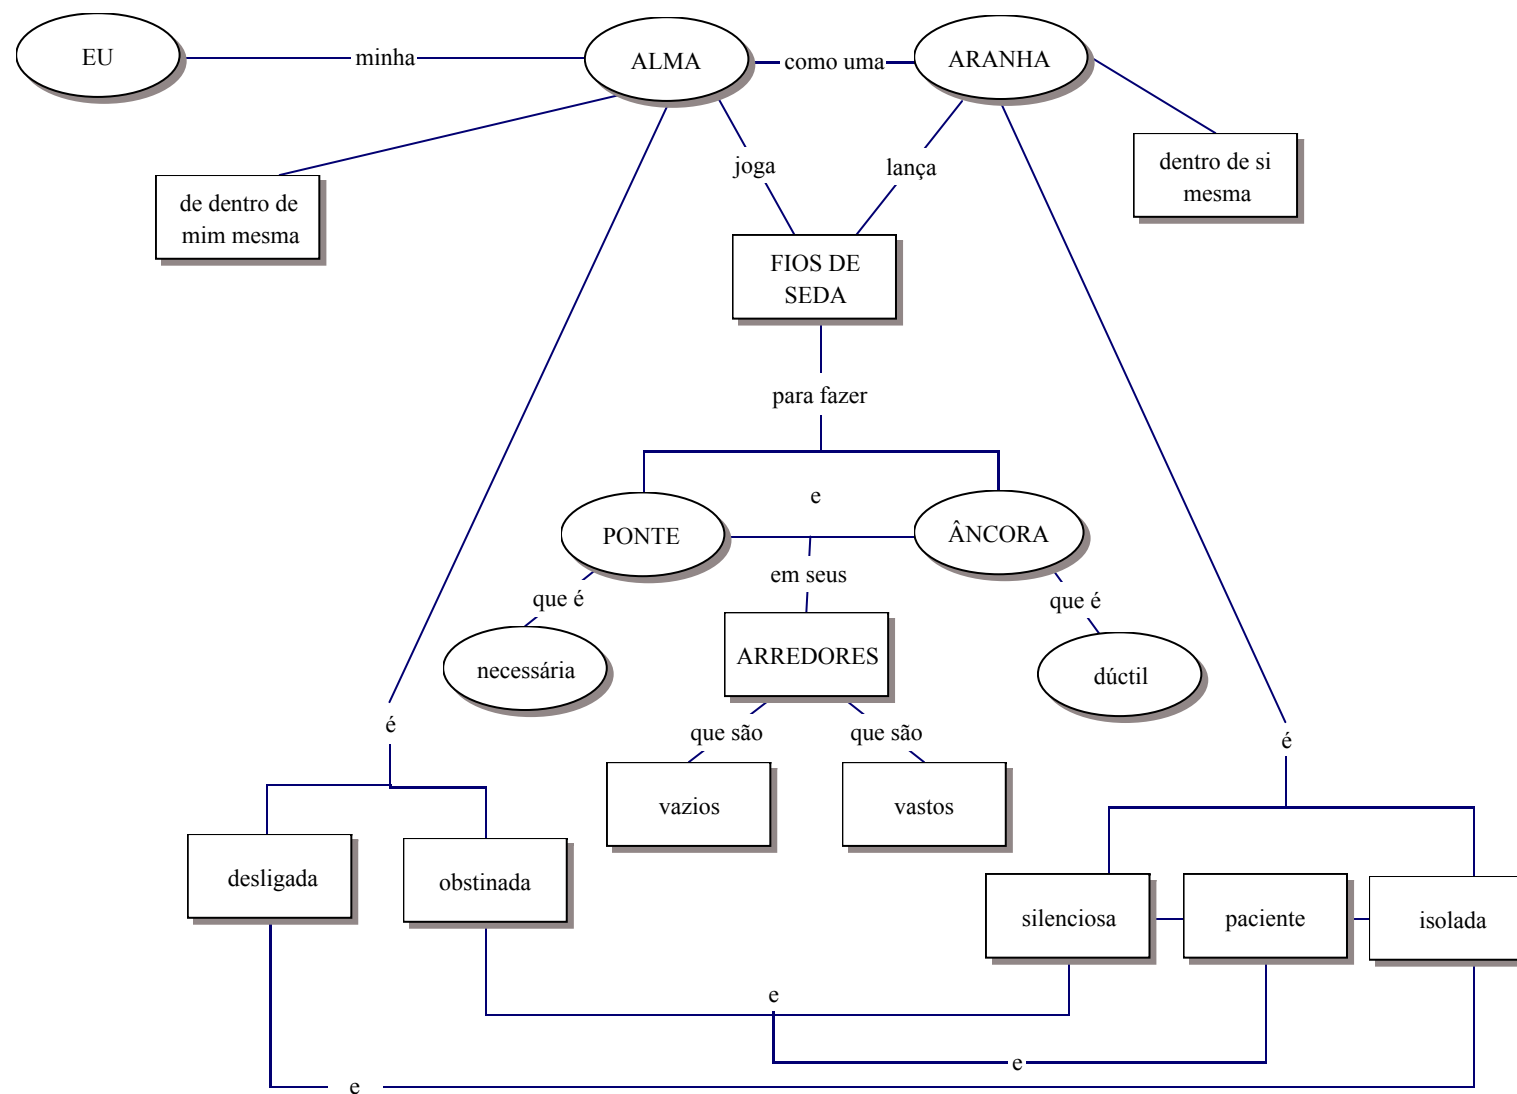 EU
minha
ALMA
como uma
ARANHA
de dentro de
mim mesma
joga
lança
dentro de si
mesma
FIOS DE
SEDA
para fazer
e
PONTE
ÂNCORA
em seus
que é
que é
necessária
ARREDORES
dúctil
é
que são
que são
é
vazios
vastos
desligada
obstinada
silenciosa
paciente
isolada
e
e
e